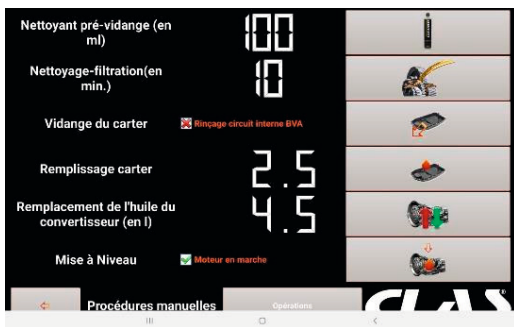 Nettoyant pré-vidange (en
ml)
100
Nettoyage-filtration(en
min.)
10
Vidange du carter
Rinçage circuit interne BVA
Remplissage carter
2.5
Remplacement de l'huile du
convertisseur (en l)
4.5
Mise à Niveau
Moteur en marche
Procédures manuelles
Opérations
CLAS